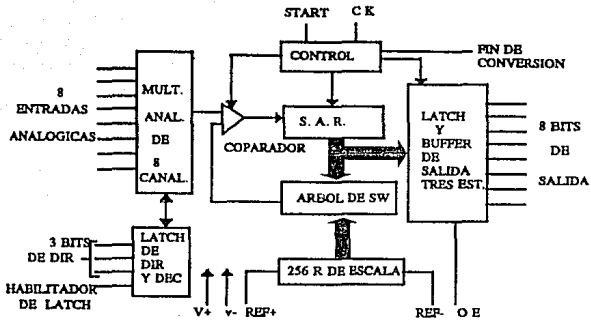 START
C K
CONTROL
FIN DE
CONVERSION
8
ENTRADAS
ANALOGICAS
MULT.
ANAL.
DE
8
CANAL.
COPARADOR
S. A. R.
LATCH
Y
BUFFER
DE
SALIDA
TRES EST.
8 BITS
DE
SALIDA
ARBOL DE SW
3 BITS
DE DIR
HABILITADOR
DE LATCH
LATCH
DE
DIR
Y DEC
256 R DE ESCALA
V+
v-
REF+
REF-
O E